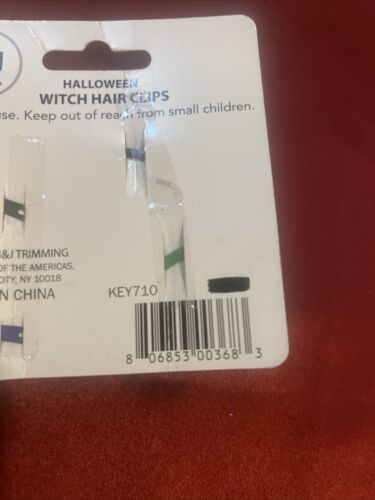 HALLOWEEN
WITCH HAIR CLIPS
use. Keep out of reach from small children.
&J TRIMMING
OF THE AMERICAS,
CITY, NY 10018
N CHINA
KEY710
8 06853 00368 3